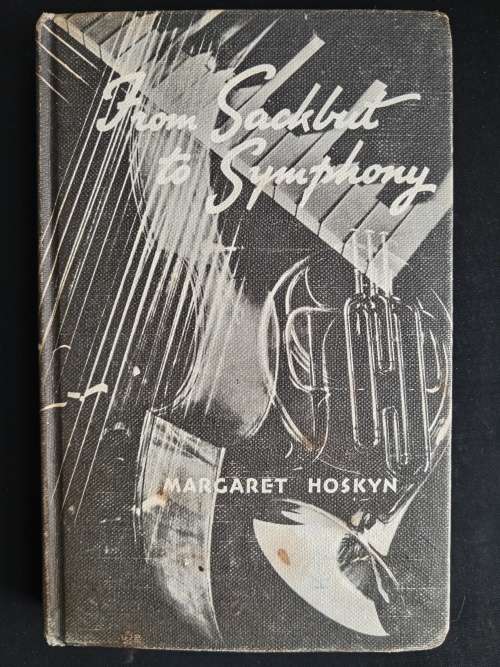 From Sackbut
to Symphony
MARGARET HOSKYN